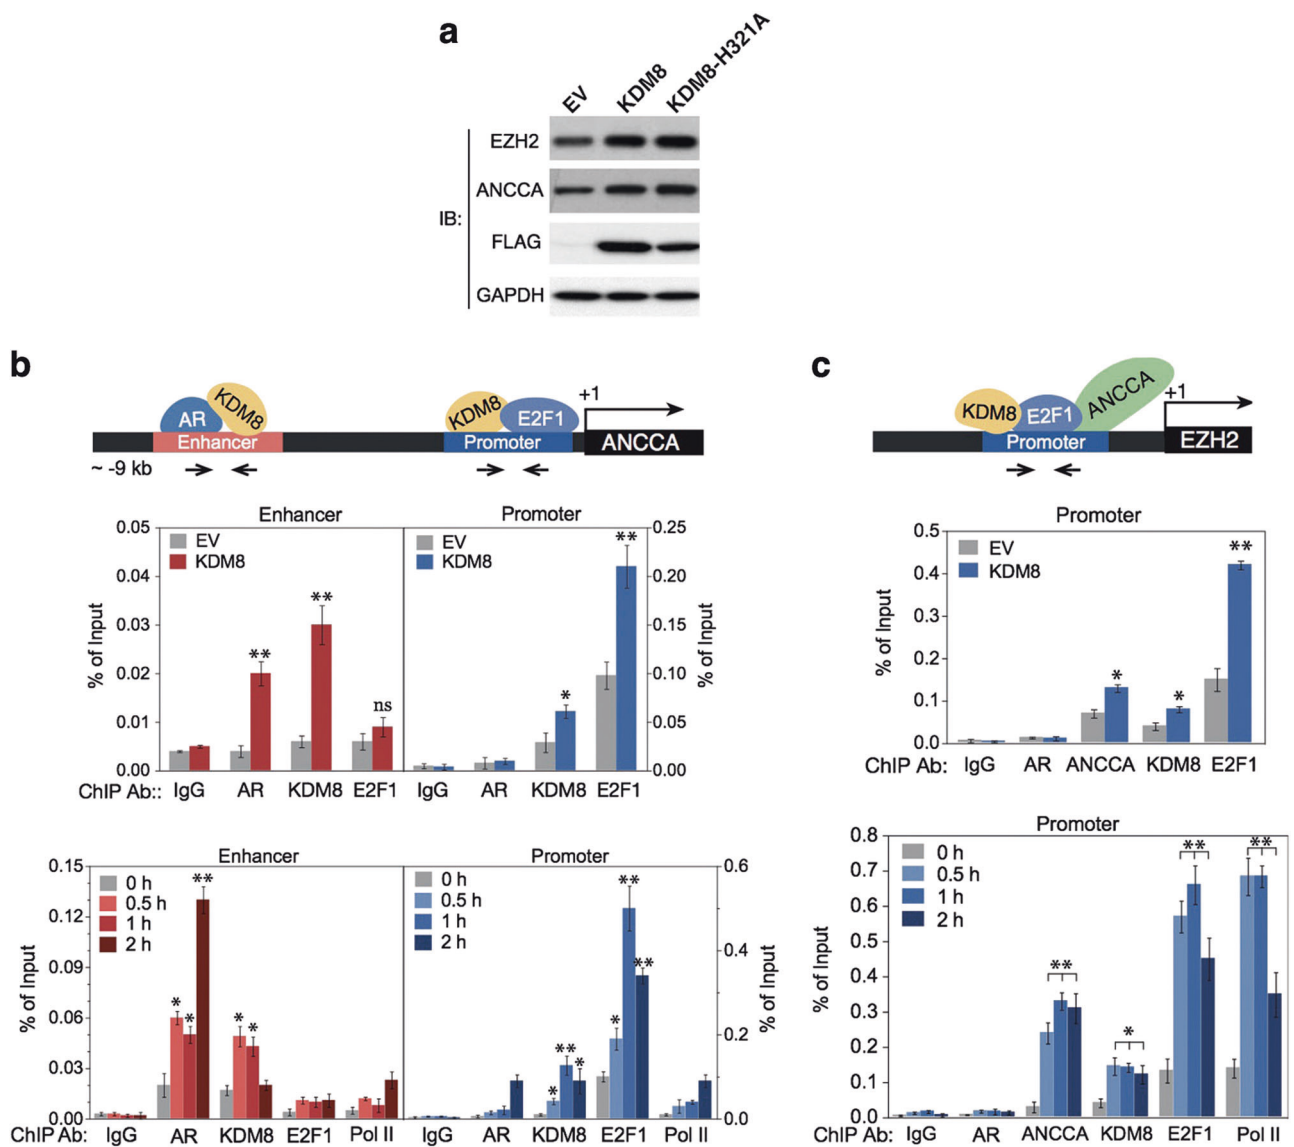 a
EV
KDM8
KDM8-H321A
IB:
EZH2
ANCCA
FLAG
GAPDH
b
AR
KDM8
Enhancer
~ -9 kb
KDM8
E2F1
Promoter
+1
ANCCA
Enhancer
Promoter
0.05
0.04
0.03
0.02
0.01
0.00
% of Input
EV
KDM8
**
**
ns
EV
KDM8
*
**
0.25
0.20
0.15
0.10
0.05
0.00
% of Input
ChIP Ab:: IgG AR KDM8 E2F1 IgG AR KDM8 E2F1
Enhancer
Promoter
0.15
0.12
0.09
0.06
0.03
0.00
% of Input
0 h
0.5 h
1 h
2 h
* * **
* *
0 h
0.5 h
1 h
2 h
* ** *
* ** **
0.6
0.4
0.2
0.0
% of Input
ChIP Ab: IgG AR KDM8 E2F1 Pol II IgG AR KDM8 E2F1 Pol II
c
KDM8
E2F1
ANCCA
Promoter
+1
EZH2
Promoter
0.5
0.4
0.3
0.2
0.1
0.0
% of Input
EV
KDM8
*
*
**
ChIP Ab: IgG AR ANCCA KDM8 E2F1
Promoter
0.8
0.7
0.6
0.5
0.4
0.3
0.2
0.1
0.0
% of Input
0 h
0.5 h
1 h
2 h
**
*
**
**
ChIP Ab: IgG AR ANCCA KDM8 E2F1 Pol II